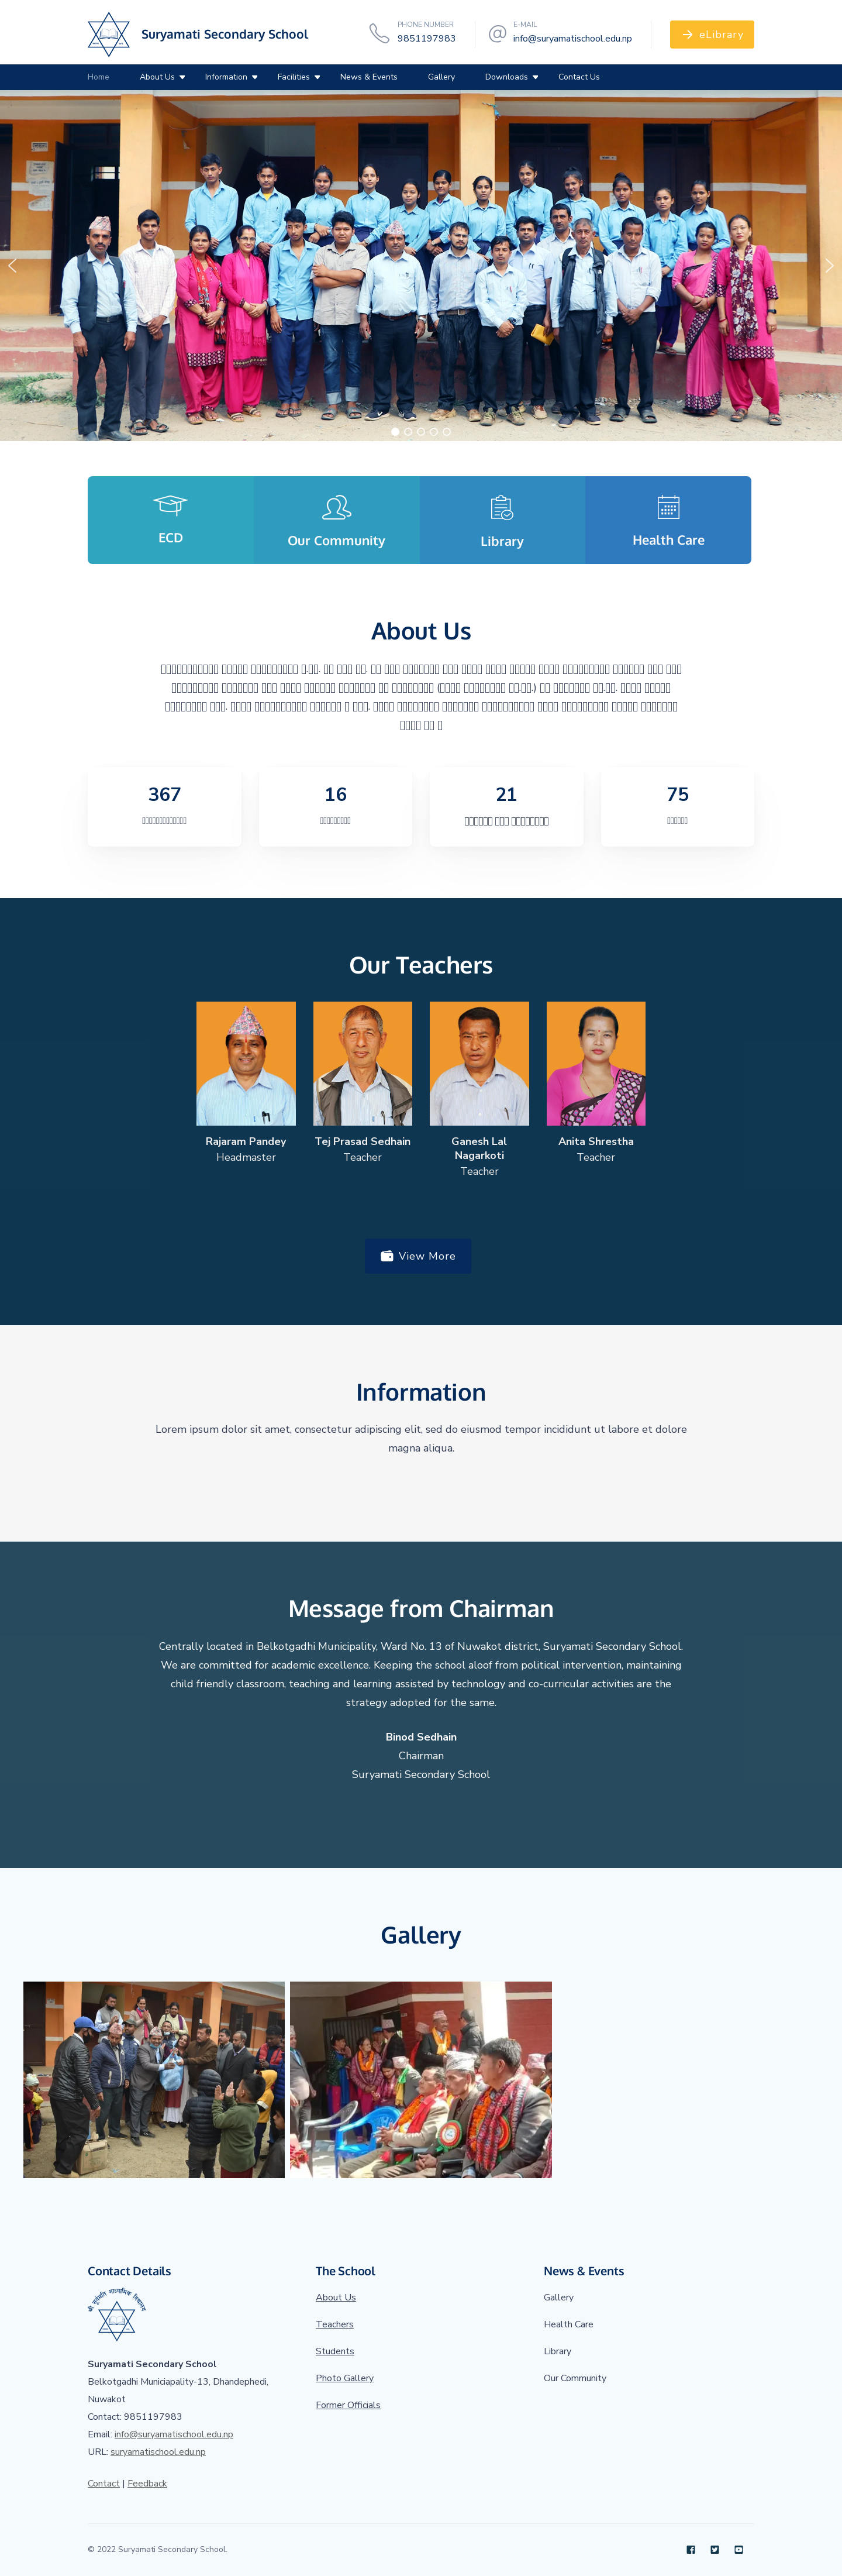 Suryamati Secondary School
PHONE NUMBER
9851197983
E-MAIL
info@suryamatischool.edu.np
eLibrary
Home About Us Information Facilities News & Events Gallery Downloads Contact Us
ECD
Our Community
Library
Health Care
About Us
367
16
21
75
Our Teachers
Rajaram Pandey
Headmaster
Tej Prasad Sedhain
Teacher
Ganesh Lal
Nagarkoti
Teacher
Anita Shrestha
Teacher
View More
Information
Lorem ipsum dolor sit amet, consectetur adipiscing elit, sed do eiusmod tempor incididunt ut labore et dolore
magna aliqua.
Message from Chairman
Centrally located in Belkotgadhi Municipality, Ward No. 13 of Nuwakot district, Suryamati Secondary School.
We are committed for academic excellence. Keeping the school aloof from political intervention, maintaining
child friendly classroom, teaching and learning assisted by technology and co-curricular activities are the
strategy adopted for the same.
Binod Sedhain
Chairman
Suryamati Secondary School
Gallery
Contact Details
श्री सूर्यमति माध्यमिक विद्यालय
Suryamati Secondary School
Belkotgadhi Municiapality-13, Dhandephedi,
Nuwakot
Contact: 9851197983
Email: info@suryamatischool.edu.np
URL: suryamatischool.edu.np
Contact | Feedback
The School
About Us
Teachers
Students
Photo Gallery
Former Officials
News & Events
Gallery
Health Care
Library
Our Community
© 2022 Suryamati Secondary School.